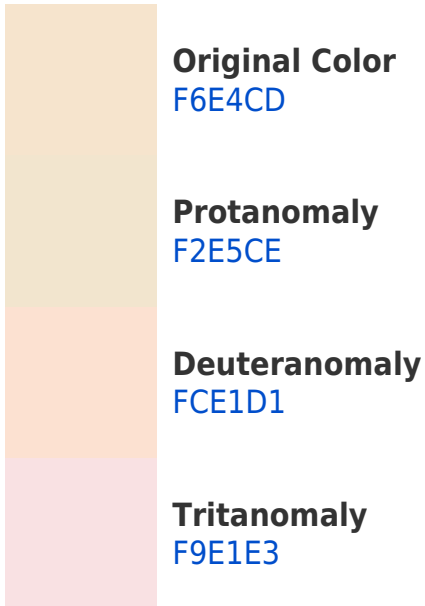 Original Color
F6E4CD
Protanomaly
F2E5CE
Deuteranomaly
FCE1D1
Tritanomaly
F9E1E3